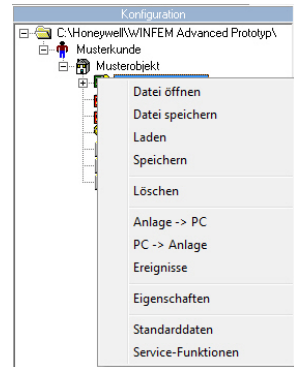 Konfiguration
C:\Honeywell\WINFEM Advanced Prototyp\
Musterkunde
Musterobjekt
Datei öffnen
Datei speichern
Laden
Speichern
Löschen
Anlage -> PC
PC -> Anlage
Ereignisse
Eigenschaften
Standarddaten
Service-Funktionen